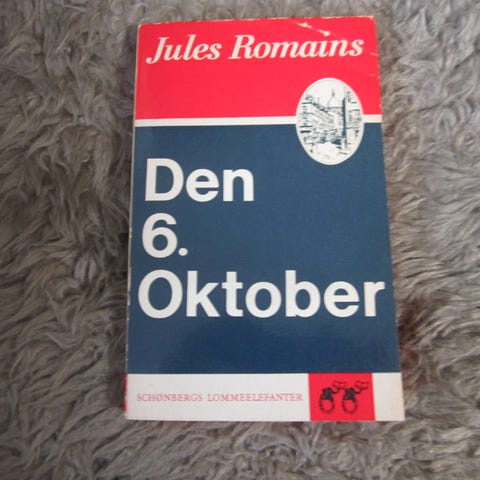 Jules Romains
Den
6.
Oktober
SCHØNBERGS LOMMEELEFANTER